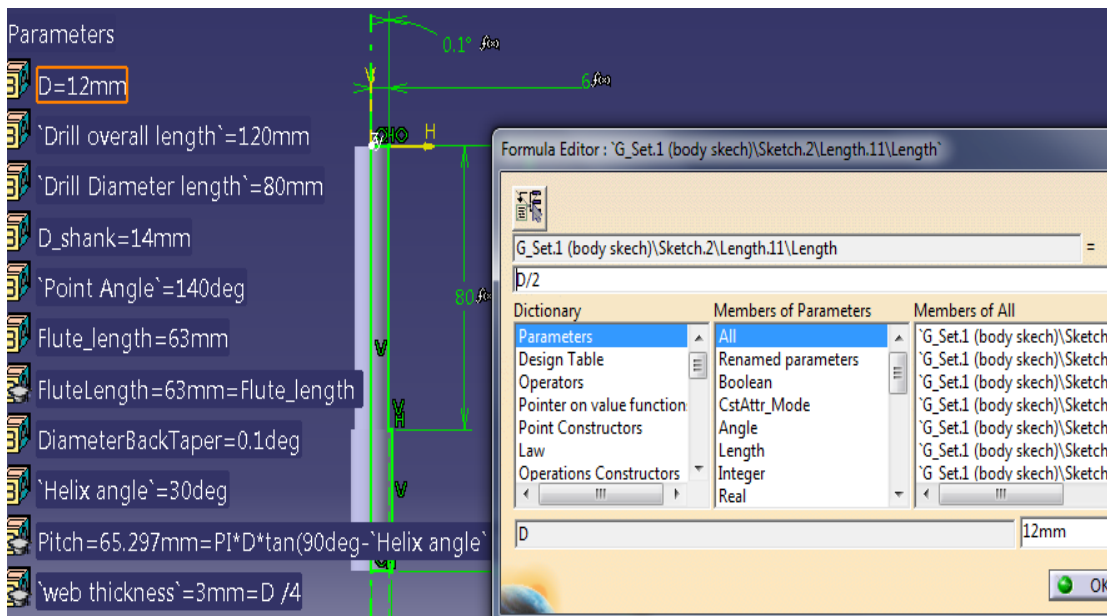 Parameters
D=12mm
`Drill overall length`=120mm
`Drill Diameter length`=80mm
D_shank=14mm
`Point Angle`=140deg
Flute_length=63mm
FluteLength=63mm=Flute_length
DiameterBackTaper=0.1deg
`Helix angle`=30deg
Pitch=65.297mm=PI*D*tan(90deg-`Helix angle`
`web thickness`=3mm=D /4
0.1° f(x)
6 f(x)
H
80 f(x)
V
V
H
V
Formula Editor : `G_Set.1 (body skech)\Sketch.2\Length.11\Length`
G_Set.1 (body skech)\Sketch.2\Length.11\Length =
D/2
Dictionary Members of Parameters Members of All
Parameters All `G_Set.1 (body skech)\Sketch
Design Table Renamed parameters `G_Set.1 (body skech)\Sketch
Operators Boolean `G_Set.1 (body skech)\Sketch
Pointer on value function CstAttr_Mode `G_Set.1 (body skech)\Sketch
Point Constructors Angle `G_Set.1 (body skech)\Sketch
Law Length `G_Set.1 (body skech)\Sketch
Operations Constructors Integer `G_Set.1 (body skech)\Sketch
Real
D 12mm
OK